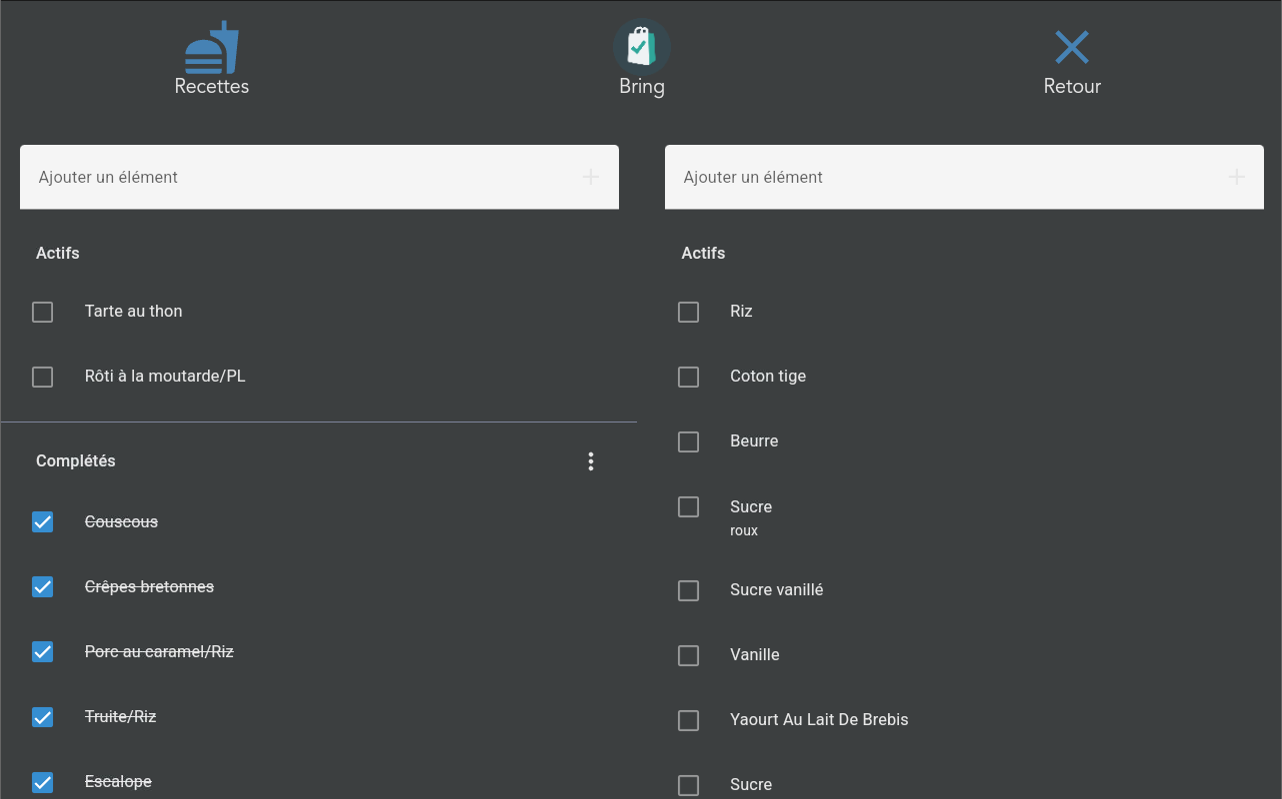 Recettes
Bring
Retour
Ajouter un élément
Actifs
Tarte au thon
Rôti à la moutarde/PL
Complétés
Couscous
Crêpes bretonnes
Porc au caramel/Riz
Truite/Riz
Escalope
Ajouter un élément
Actifs
Riz
Coton tige
Beurre
Sucre
roux
Sucre vanillé
Vanille
Yaourt Au Lait De Brebis
Sucre